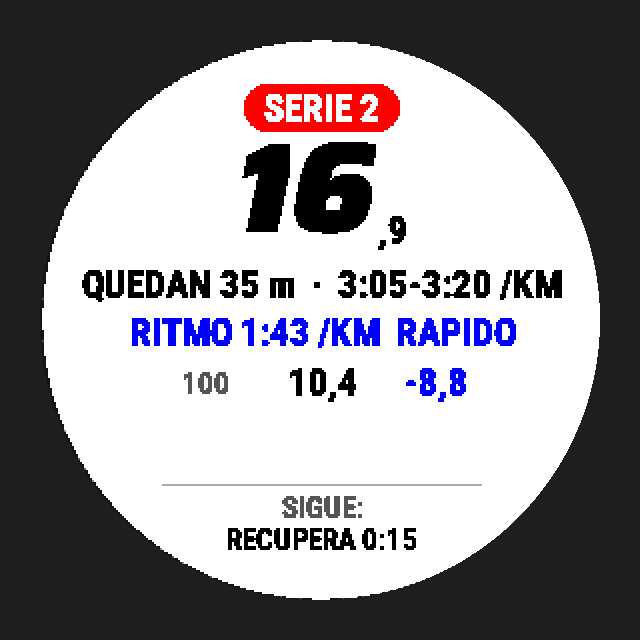 SERIE 2
16,9
QUEDAN 35 m · 3:05-3:20 /KM
RITMO 1:43 /KM RAPIDO
100 10,4 -8,8
SIGUE:
RECUPERA 0:15